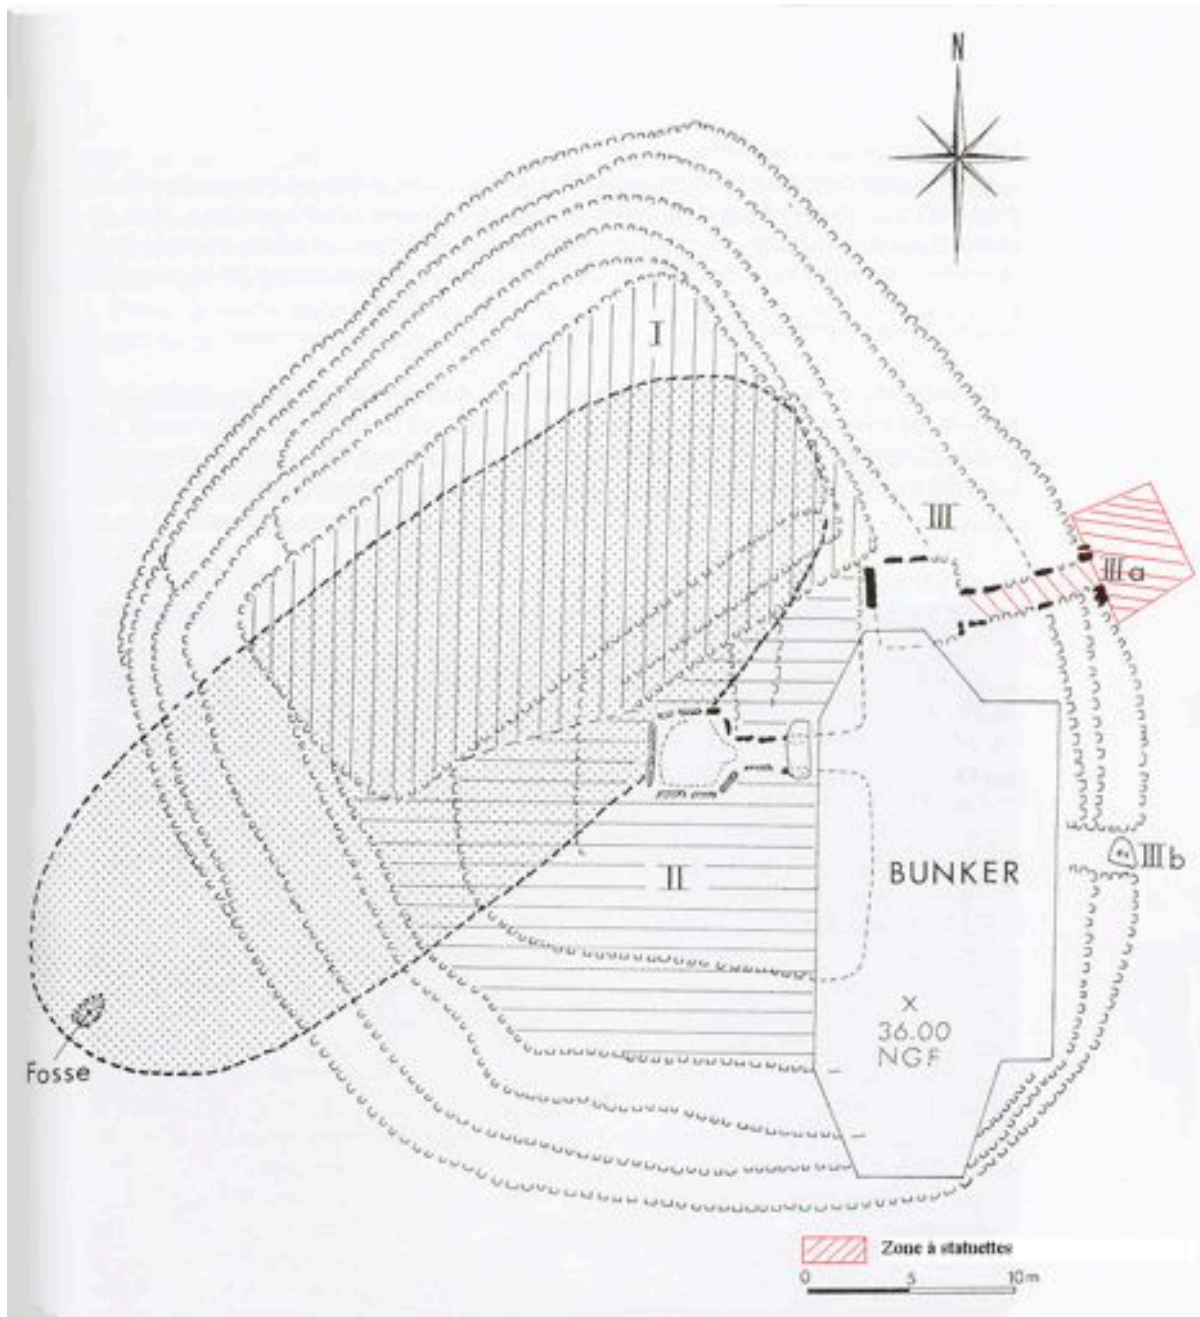 N
I
III
IIIa
BUNKER
IIIb
II
x
36.00
NGF
Fosse
Zone à statuettes
0 5 10m